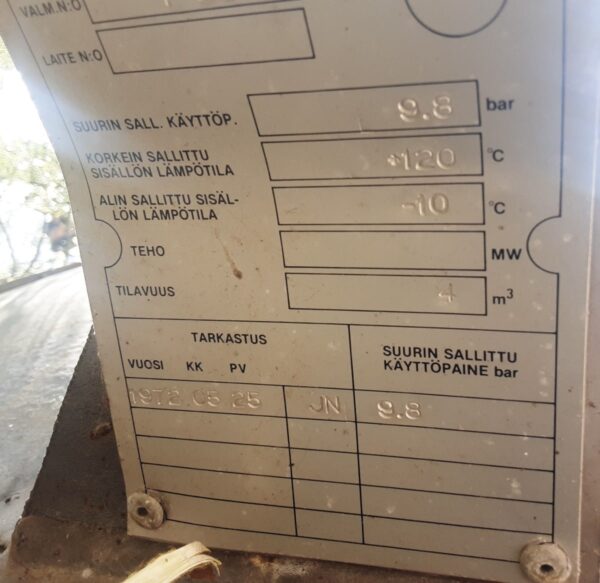 VALM.N:O
LAITE N:O
SUURIN SALL. KÄYTTÖP. 9.8 bar
KORKEIN SALLITTU
SISÄLLÖN LÄMPÖTILA +120 °C
ALIN SALLITTU SISÄL-
LÖN LÄMPÖTILA -10 °C
TEHO MW
TILAVUUS 4 m³
TARKASTUS
VUOSI KK PV
SUURIN SALLITTU
KÄYTTÖPAINE bar
1972 05 25 JN 9.8